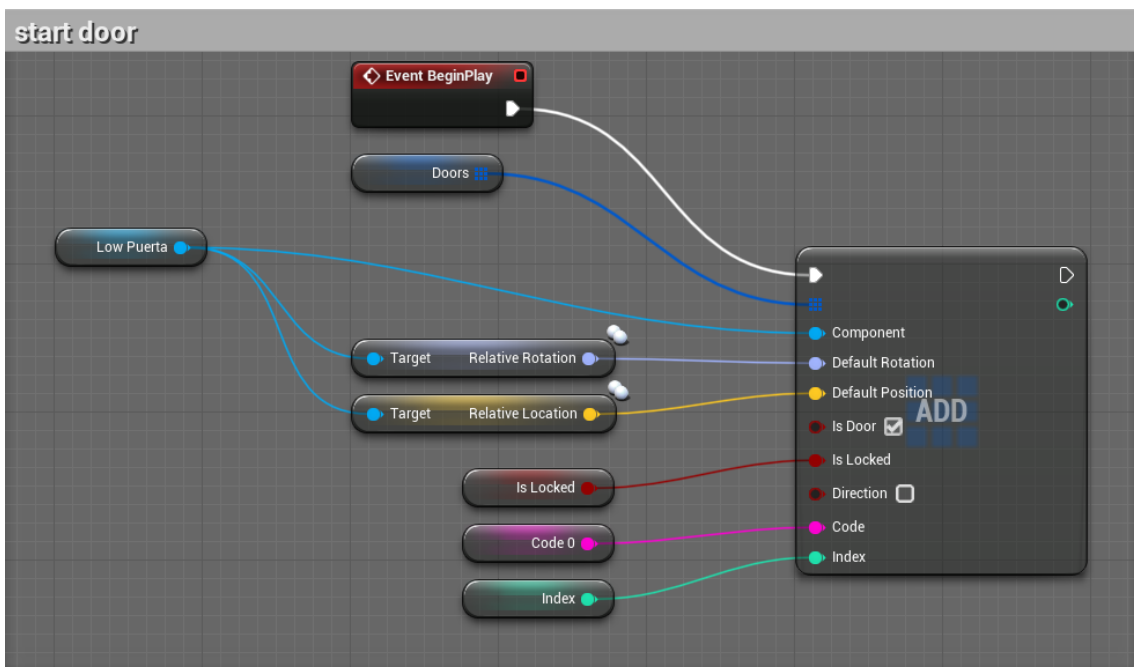 start door
Event BeginPlay
Doors
Low Puerta
Component
Target Relative Rotation
Default Rotation
Default Position
Target Relative Location
ADD
Is Door
Is Locked
Is Locked
Direction
Code 0
Code
Index
Index